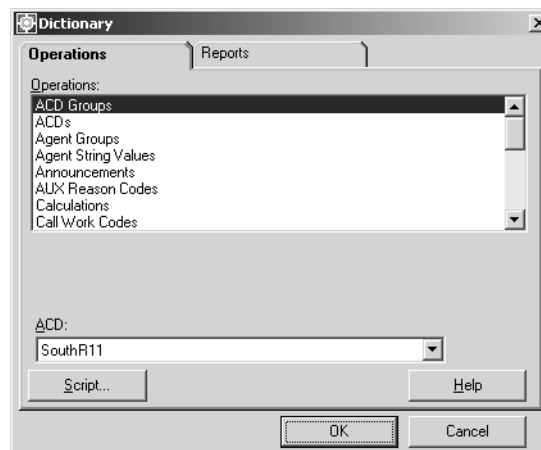 Dictionary
Operations Reports
Operations:
ACD Groups
ACDs
Agent Groups
Agent String Values
Announcements
AUX Reason Codes
Calculations
Call Work Codes
ACD:
SouthR11
Script... Help
OK Cancel